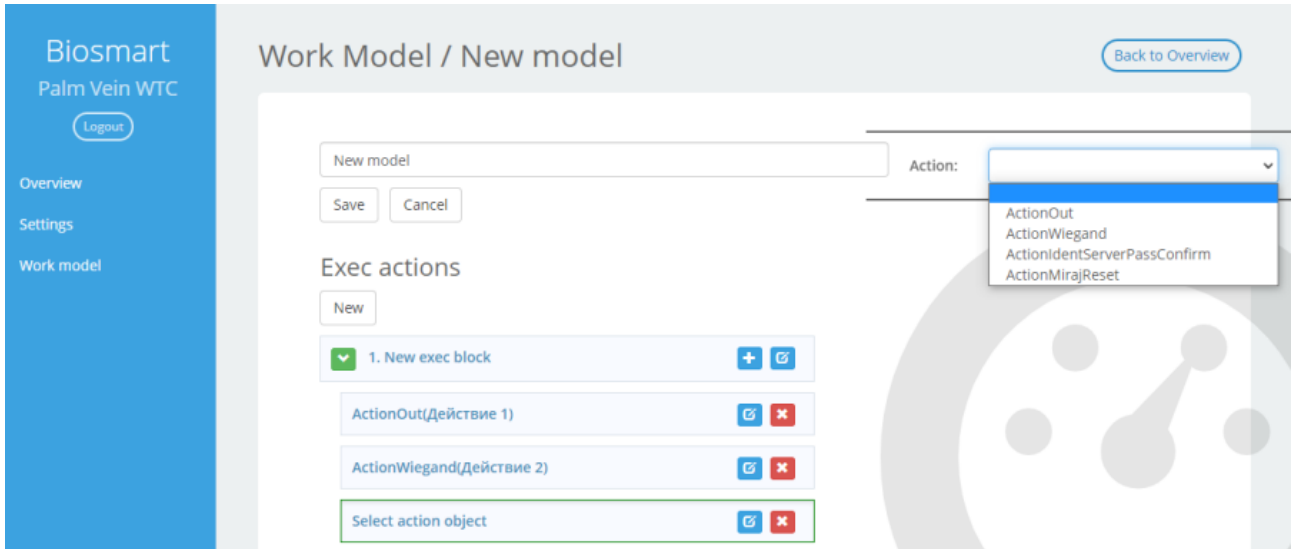 Biosmart
Palm Vein WTC
Logout
Overview
Settings
Work model
Work Model / New model
Back to Overview
New model
Save Cancel
Action:
ActionOut
ActionWiegand
ActionIdentServerPassConfirm
ActionMirajReset
Exec actions
New
1. New exec block
ActionOut(Действие 1)
ActionWiegand(Действие 2)
Select action object